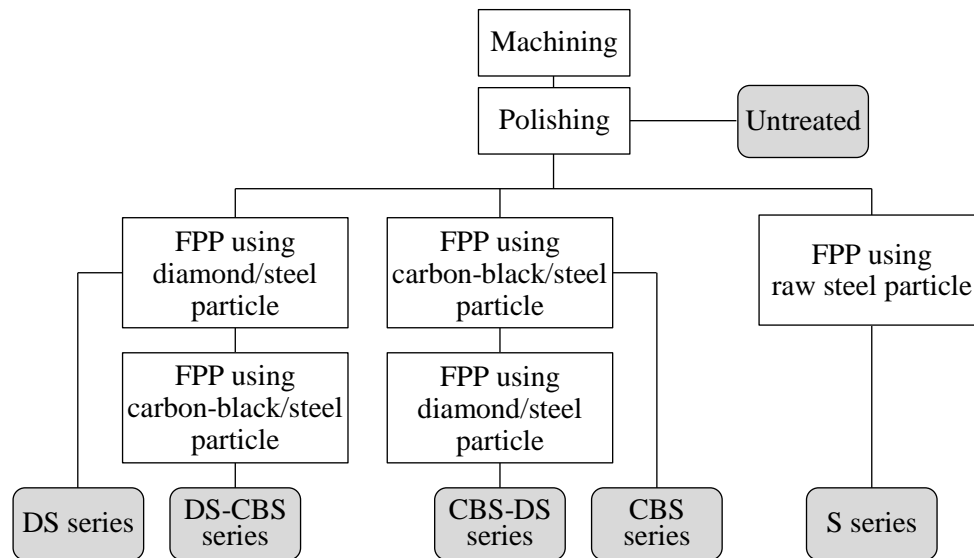 Machining
Polishing
Untreated
FPP using
diamond/steel
particle
FPP using
carbon-black/steel
particle
FPP using
raw steel particle
FPP using
carbon-black/steel
particle
FPP using
diamond/steel
particle
DS series
DS-CBS
series
CBS-DS
series
CBS
series
S series